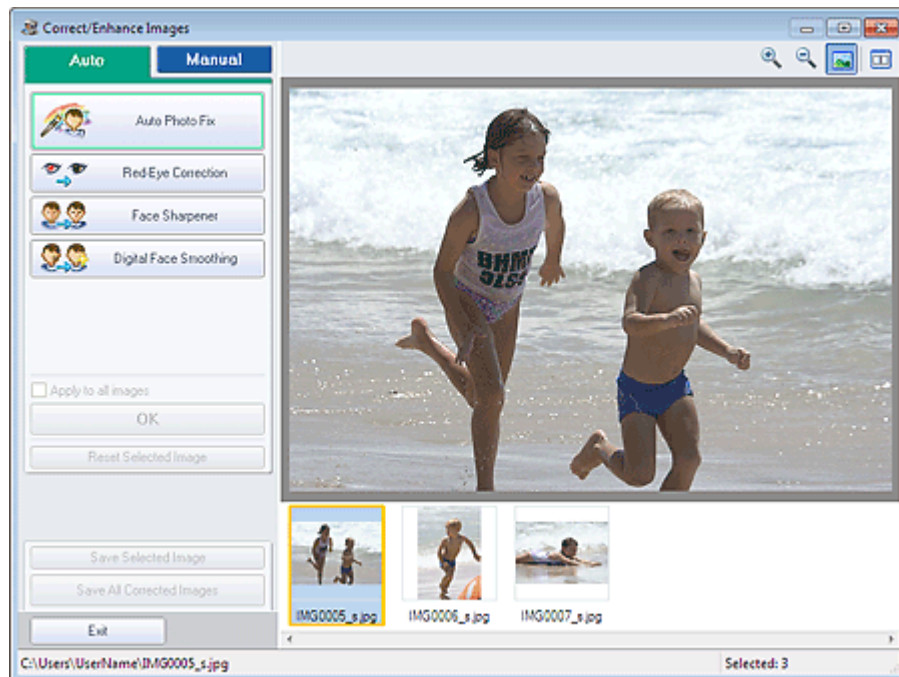 Correct/Enhance Images
Auto
Manual
Auto Photo Fix
Red-Eye Correction
Face Sharpener
Digital Face Smoothing
Apply to all images
OK
Reset Selected Image
Save Selected Image
Save All Corrected Images
Exit
BHMW
IMG0005_s.jpg
IMG0006_s.jpg
IMG0007_s.jpg
C:\Users\UserName\IMG0005_s.jpg
Selected: 3